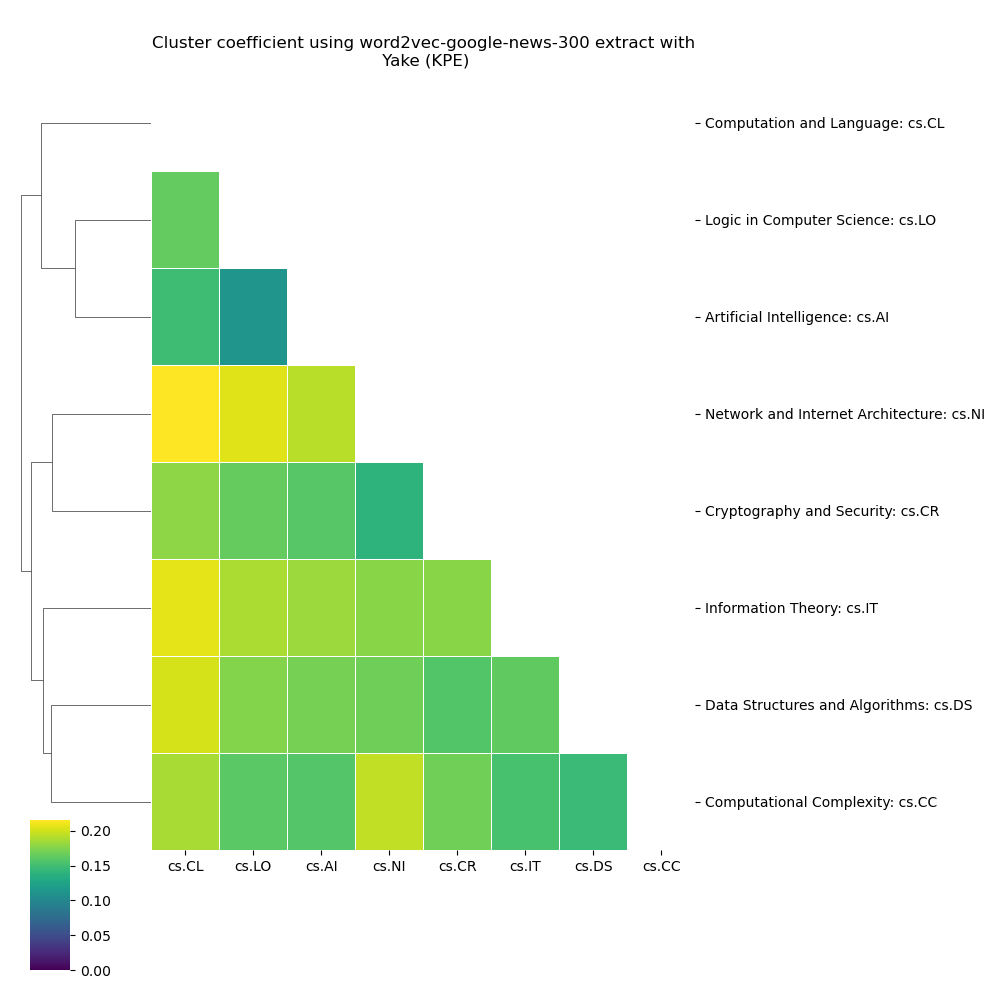 Cluster coefficient using word2vec-google-news-300 extract with
Yake (KPE)
Computation and Language: cs.CL
Logic in Computer Science: cs.LO
Artificial Intelligence: cs.AI
Network and Internet Architecture: cs.NI
Cryptography and Security: cs.CR
Information Theory: cs.IT
Data Structures and Algorithms: cs.DS
Computational Complexity: cs.CC
cs.CL cs.LO cs.AI cs.NI cs.CR cs.IT cs.DS cs.CC
0.20
0.15
0.10
0.05
0.00